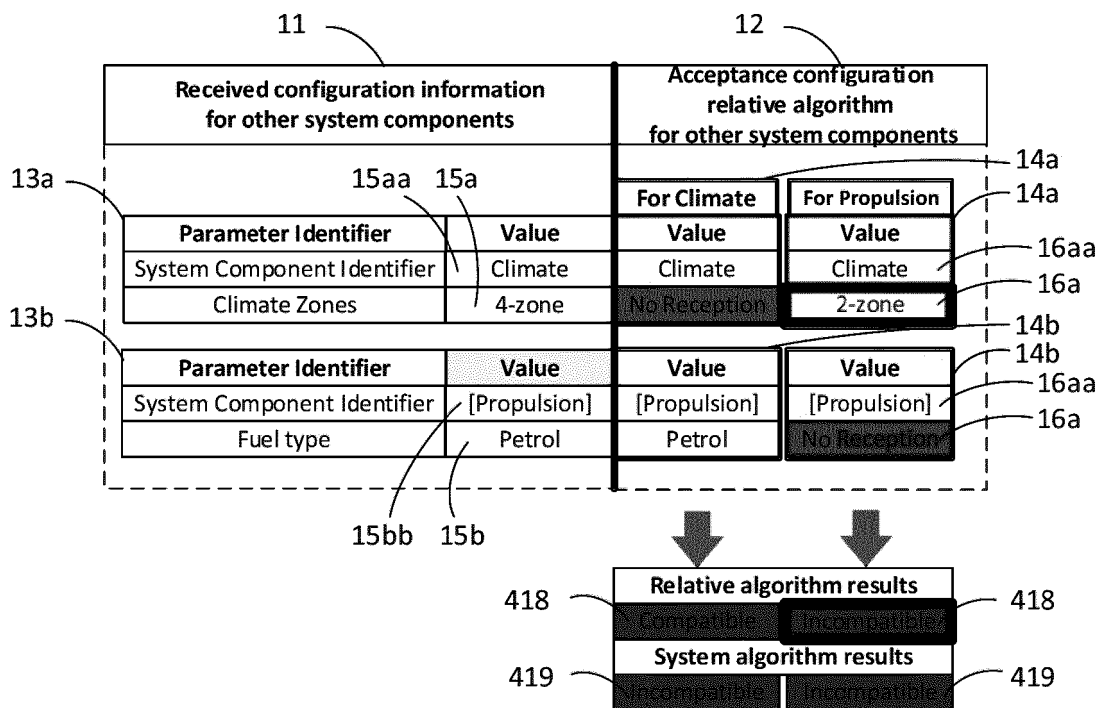 11
12
Received configuration information
for other system components
Acceptance configuration
relative algorithm
for other system components
13a
15aa
15a
14a
For Climate
For Propulsion
14a
Parameter Identifier
Value
Value
Value
System Component Identifier
Climate
Climate
Climate
16aa
Climate Zones
4-zone
No Reception
2-zone
16a
13b
14b
Parameter Identifier
Value
Value
Value
14b
System Component Identifier
[Propulsion]
[Propulsion]
[Propulsion]
16aa
Fuel type
Petrol
Petrol
No Reception
16a
15bb
15b
Relative algorithm results
418
Compatible
Incompatible
418
System algorithm results
419
Incompatible
Incompatible
419